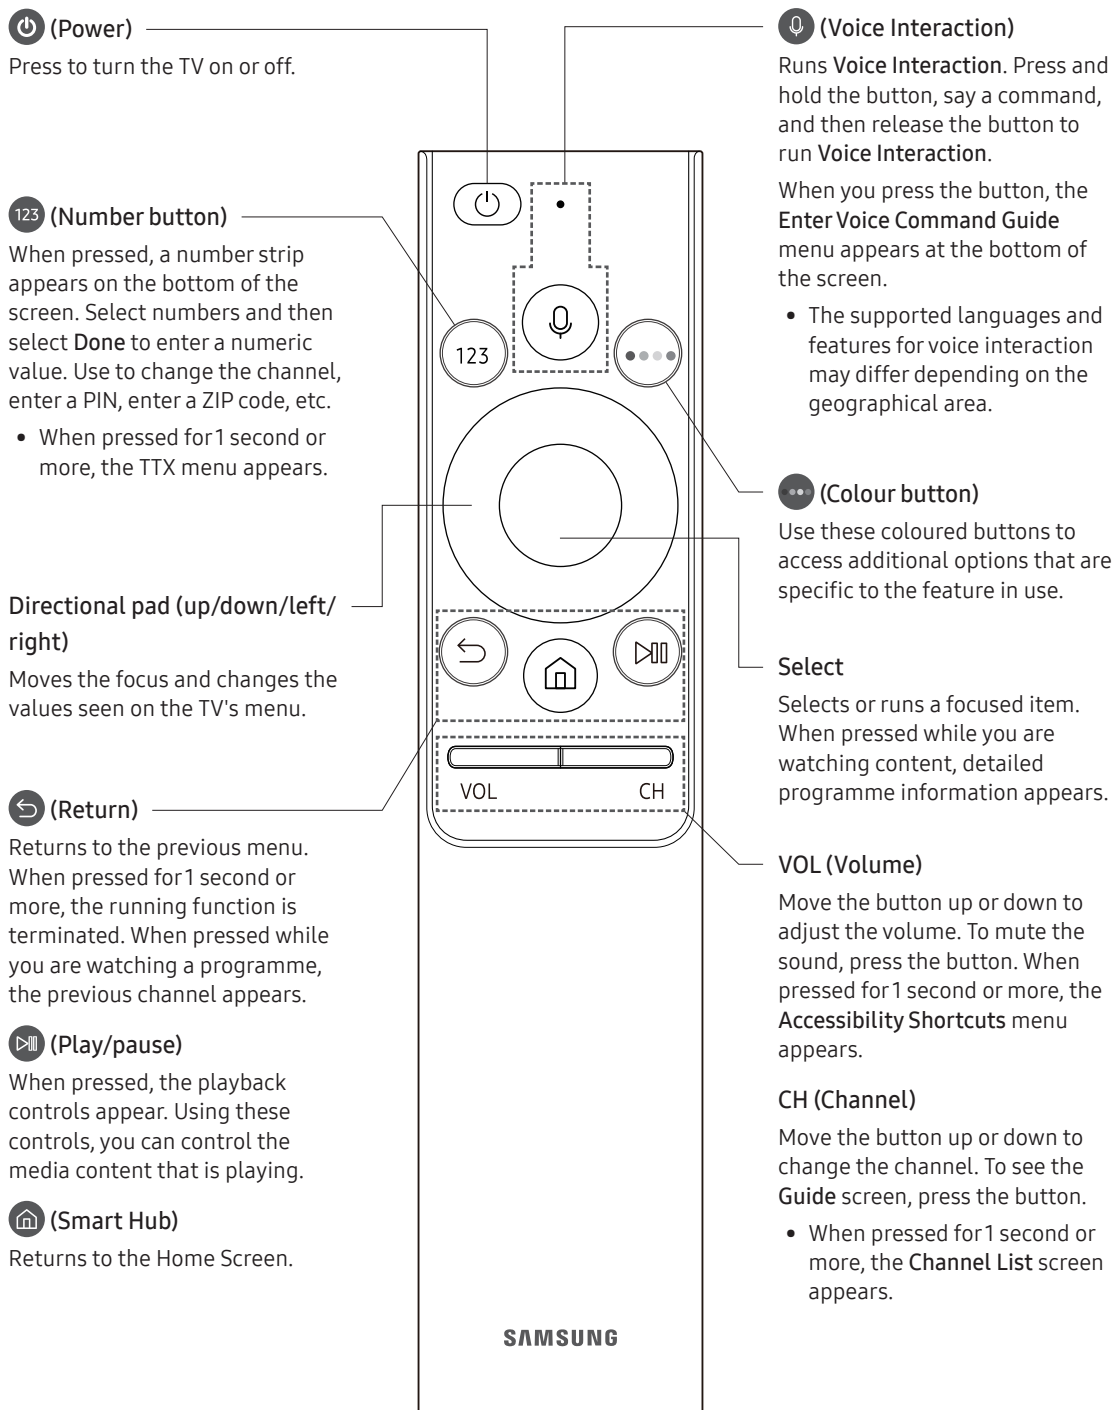 (Power)
Press to turn the TV on or off.
123 (Number button)
When pressed, a number strip
appears on the bottom of the
screen. Select numbers and then
select Done to enter a numeric
value. Use to change the channel,
enter a PIN, enter a ZIP code, etc.
• When pressed for 1 second or
more, the TTX menu appears.
Directional pad (up/down/left/
right)
Moves the focus and changes the
values seen on the TV's menu.
(Return)
Returns to the previous menu.
When pressed for 1 second or
more, the running function is
terminated. When pressed while
you are watching a programme,
the previous channel appears.
(Play/pause)
When pressed, the playback
controls appear. Using these
controls, you can control the
media content that is playing.
(Smart Hub)
Returns to the Home Screen.
123
VOL CH
SAMSUNG
(Voice Interaction)
Runs Voice Interaction. Press and
hold the button, say a command,
and then release the button to
run Voice Interaction.
When you press the button, the
Enter Voice Command Guide
menu appears at the bottom of
the screen.
• The supported languages and
features for voice interaction
may differ depending on the
geographical area.
(Colour button)
Use these coloured buttons to
access additional options that are
specific to the feature in use.
Select
Selects or runs a focused item.
When pressed while you are
watching content, detailed
programme information appears.
VOL (Volume)
Move the button up or down to
adjust the volume. To mute the
sound, press the button. When
pressed for 1 second or more, the
Accessibility Shortcuts menu
appears.
CH (Channel)
Move the button up or down to
change the channel. To see the
Guide screen, press the button.
• When pressed for 1 second or
more, the Channel List screen
appears.